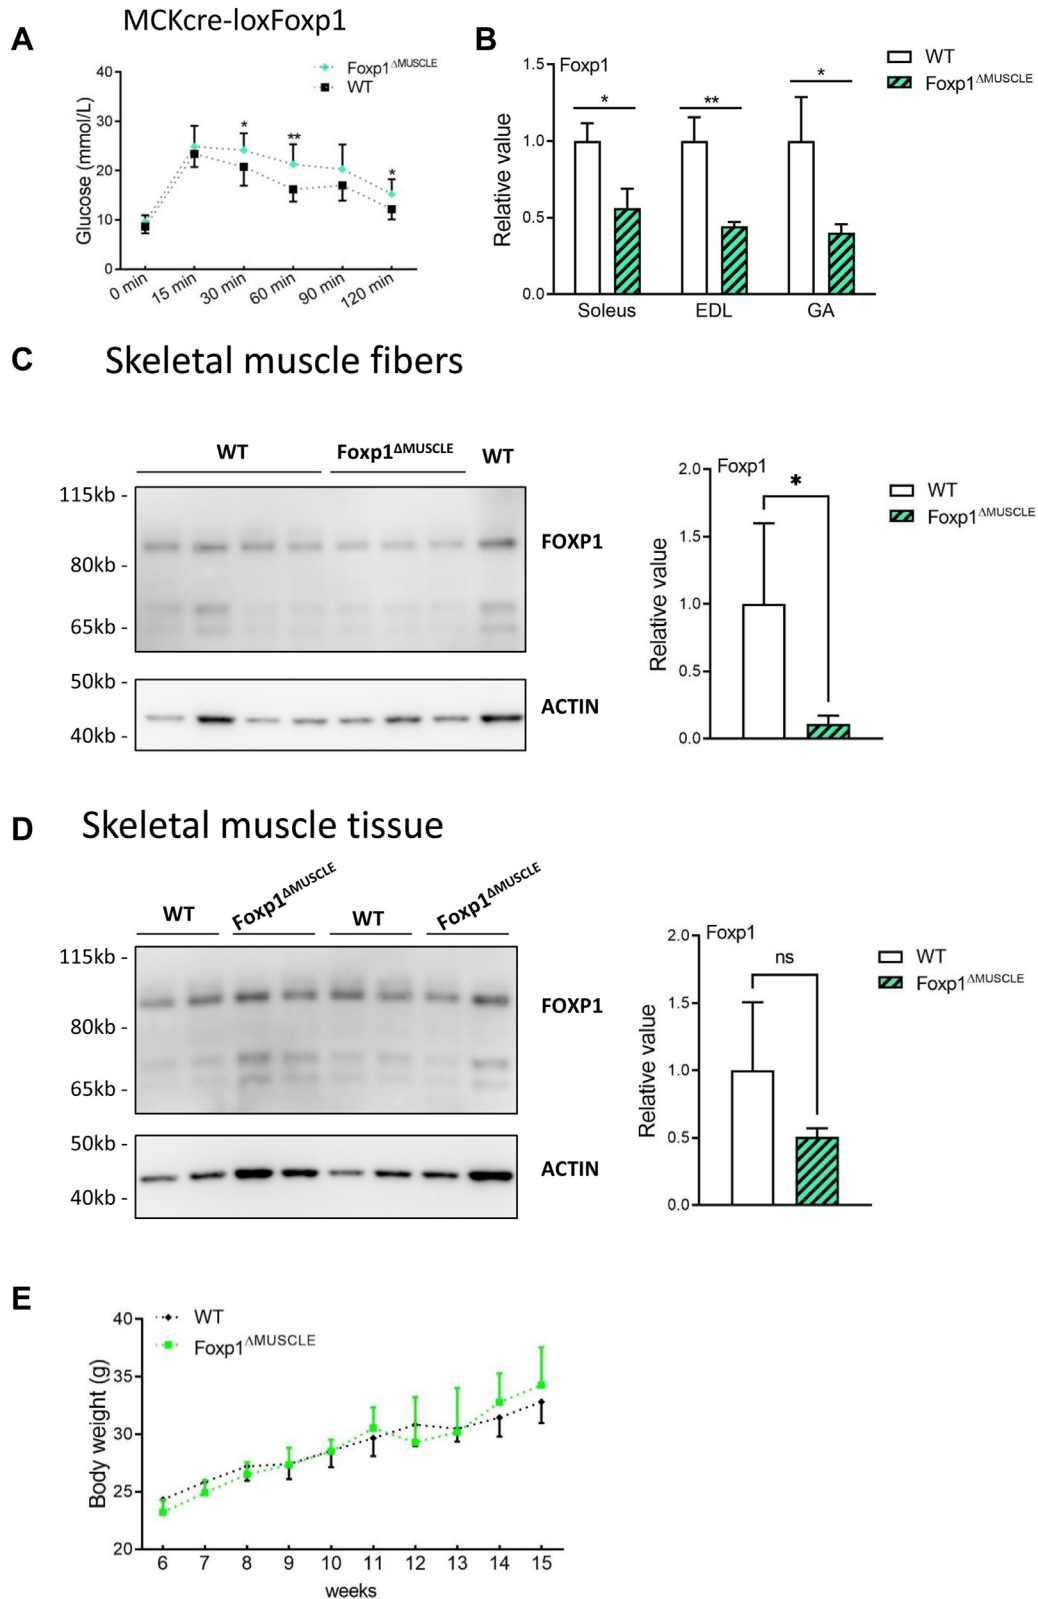 MCKcre-loxFoxp1
A
Foxp1ΔMUSCLE
WT
Glucose (mmol/L)
40
30
20
10
0
*
**
*
0 min
15 min
30 min
60 min
90 min
120 min
B
Foxp1
WT
Foxp1ΔMUSCLE
Relative value
1.5
1.0
0.5
0.0
*
**
*
Soleus
EDL
GA
C
Skeletal muscle fibers
WT
Foxp1ΔMUSCLE
WT
115kb -
80kb -
65kb -
50kb -
40kb -
FOXP1
ACTIN
Foxp1
WT
Foxp1ΔMUSCLE
Relative value
2.0
1.5
1.0
0.5
0.0
*
D
Skeletal muscle tissue
WT
Foxp1ΔMUSCLE
WT
Foxp1ΔMUSCLE
115kb -
80kb -
65kb -
50kb -
40kb -
FOXP1
ACTIN
Foxp1
WT
Foxp1ΔMUSCLE
Relative value
2.0
1.5
1.0
0.5
0.0
ns
E
WT
Foxp1ΔMUSCLE
Body weight (g)
40
35
30
25
20
6 7 8 9 10 11 12 13 14 15
weeks